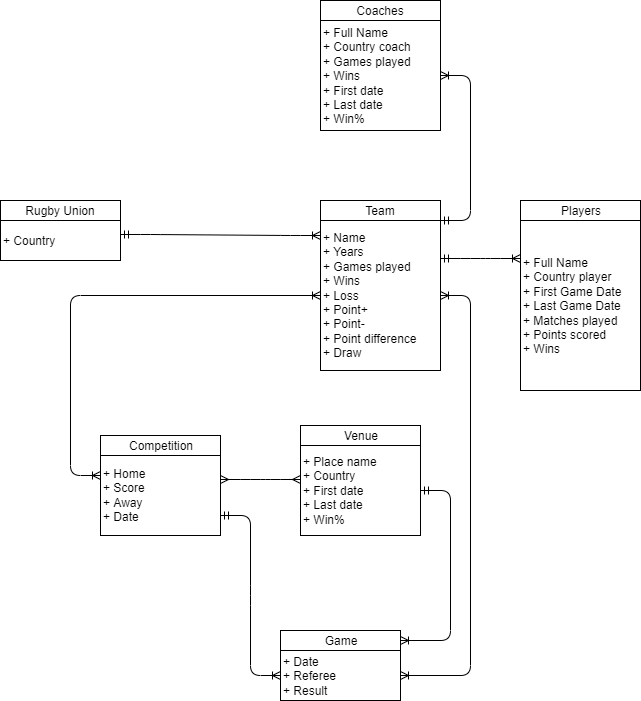 Coaches
+ Full Name
+ Country coach
+ Games played
+ Wins
+ First date
+ Last date
+ Win%
Rugby Union
+ Country
Team
+ Name
+ Years
+ Games played
+ Wins
+ Loss
+ Point+
+ Point-
+ Point difference
+ Draw
Players
+ Full Name
+ Country player
+ First Game Date
+ Last Game Date
+ Matches played
+ Points scored
+ Wins
Competition
+ Home
+ Score
+ Away
+ Date
Venue
+ Place name
+ Country
+ First date
+ Last date
+ Win%
Game
+ Date
+ Referee
+ Result